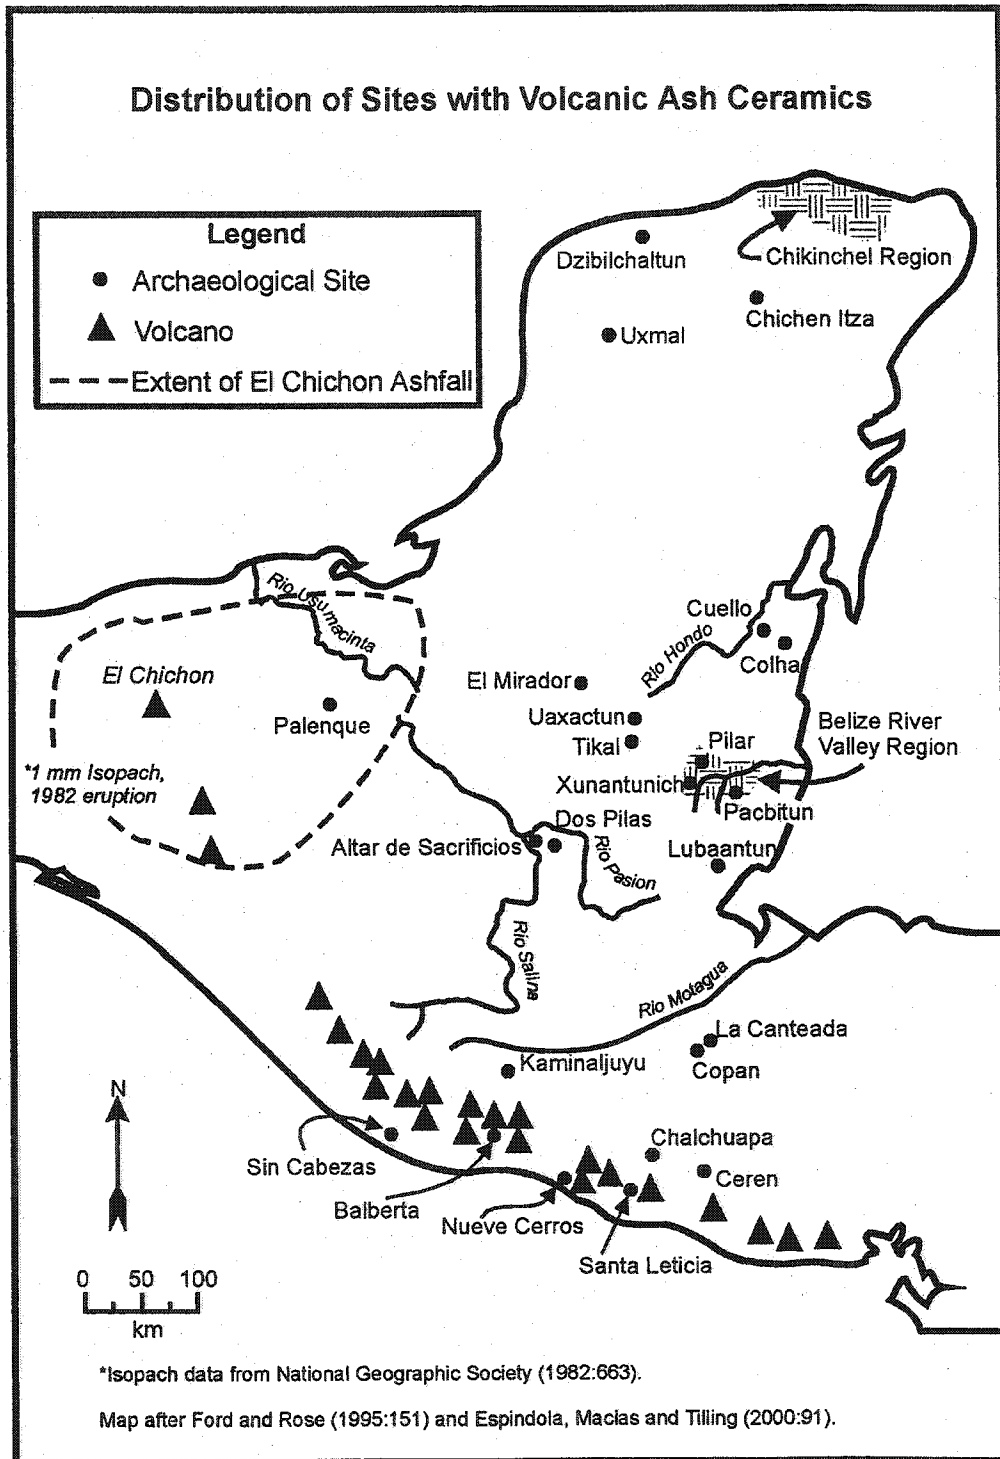 Distribution of Sites with Volcanic Ash Ceramics
Legend
Archaeological Site
Volcano
Extent of El Chichon Ashfall
Dzibilchaltun
Chikinchel Region
Chichen Itza
Uxmal
Rio Usumacinta
El Chichon
Palenque
*1 mm Isopach,
1982 eruption
Cuello
Rio Hondo
Colha
El Mirador
Uaxactun
Tikal
Pilar
Belize River
Valley Region
Xunantunich
Pacbitun
Dos Pilas
Altar de Sacrificios
Rio Pasion
Lubaantun
Rio Salina
Rio Motagua
La Canteada
Copan
Kaminaljuyu
N
Sin Cabezas
Balberta
Nueve Cerros
Chalchuapa
Ceren
Santa Leticia
0 50 100
km
*Isopach data from National Geographic Society (1982:663).
Map after Ford and Rose (1995:151) and Espindola, Macias and Tilling (2000:91).